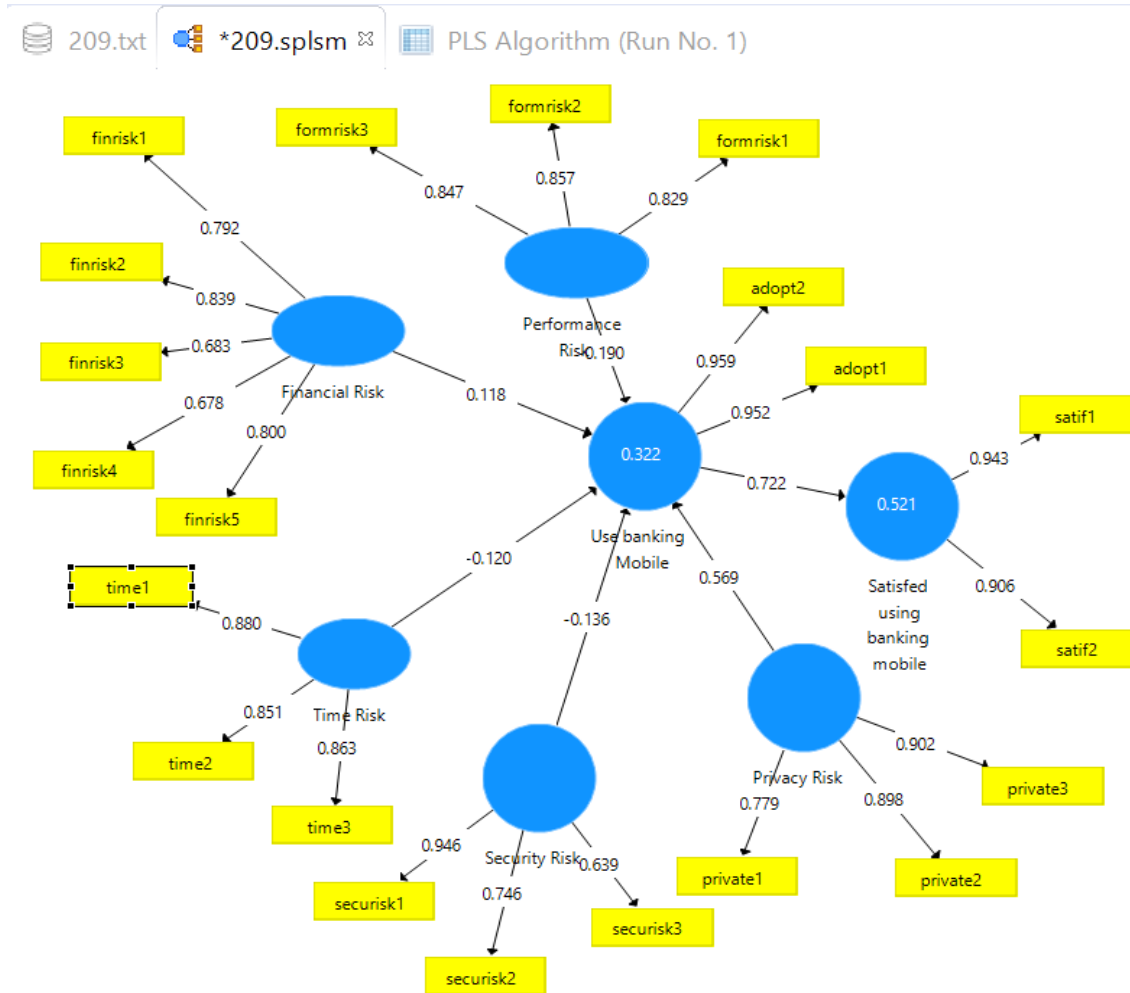 209.txt
*209.splsm
PLS Algorithm (Run No. 1)
formrisk2
finrisk1
formrisk3
formrisk1
0.857
0.847
0.829
0.792
finrisk2
adopt2
0.839
Performance
Risk
0.190
finrisk3
0.683
0.959
adopt1
Financial Risk
0.118
0.678
0.952
satif1
0.800
0.322
0.943
finrisk4
0.722
finrisk5
0.521
Use banking
Mobile
-0.120
0.569
Satisfied
using
banking
mobile
0.906
time1
0.880
-0.136
satif2
0.851
Time Risk
0.863
0.902
time2
Privacy Risk
private3
0.779
0.898
time3
0.946
Security Risk
0.639
private1
private2
securisk1
0.746
securisk3
securisk2